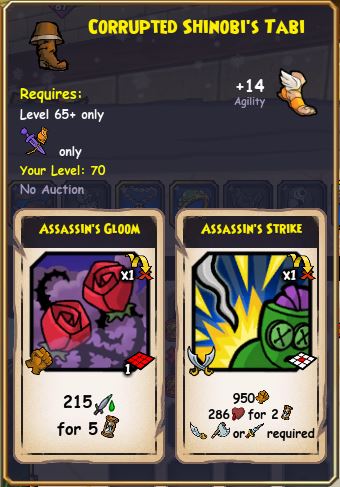 Corrupted Shinobi's Tabi
+14
Agility
Requires:
Level 65+ only
only
Your Level: 70
No Auction
Assassin's Gloom
x1
1
215
for 5
Assassin's Strike
x1
950
286 for 2
or required